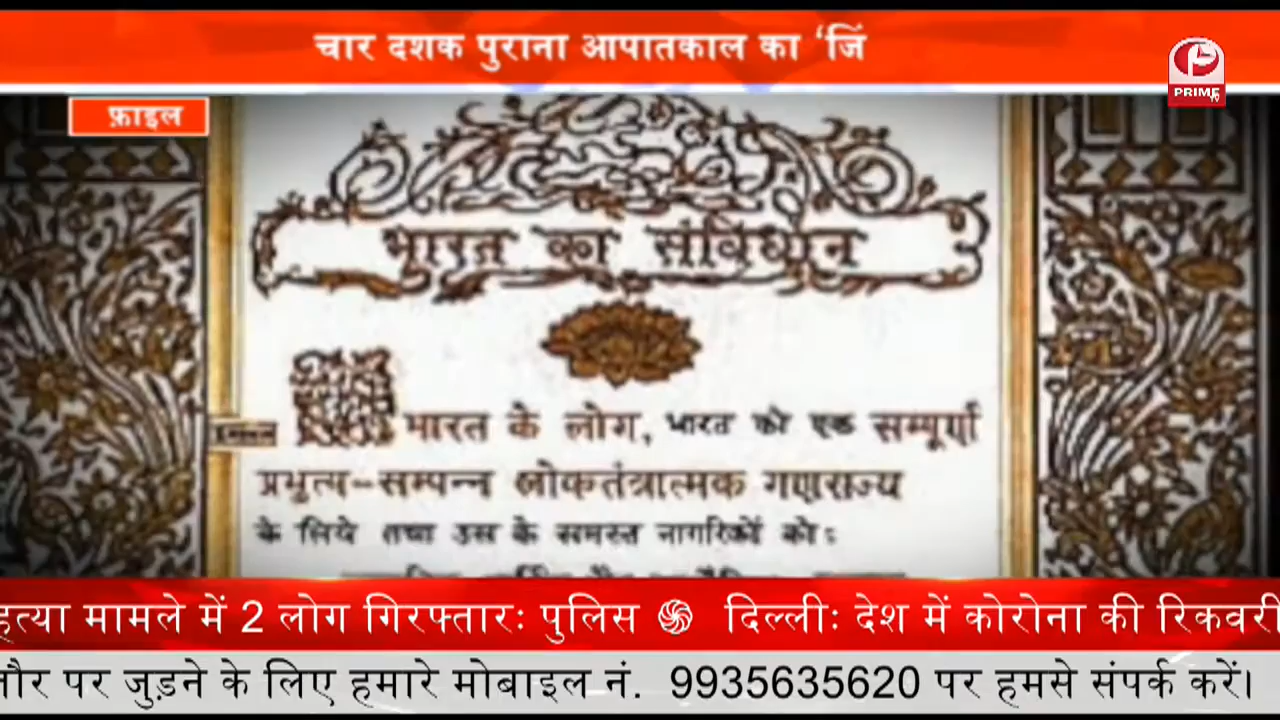 चार दशक पुराना आपातकाल का ‘जिं
PRIME TV
फ़ाइल
भारत का संविधान
भारत के लोग, भारत को एक सम्पूर्ण
प्रभुत्व-सम्पन्न लोकतंत्रात्मक गणराज्य
के लिये तथा उस के समस्त नागरिकों को:
हत्या मामले में 2 लोग गिरफ्तारः पुलिस दिल्लीः देश में कोरोना की रिकवरी
तौर पर जुड़ने के लिए हमारे मोबाइल नं. 9935635620 पर हमसे संपर्क करें।